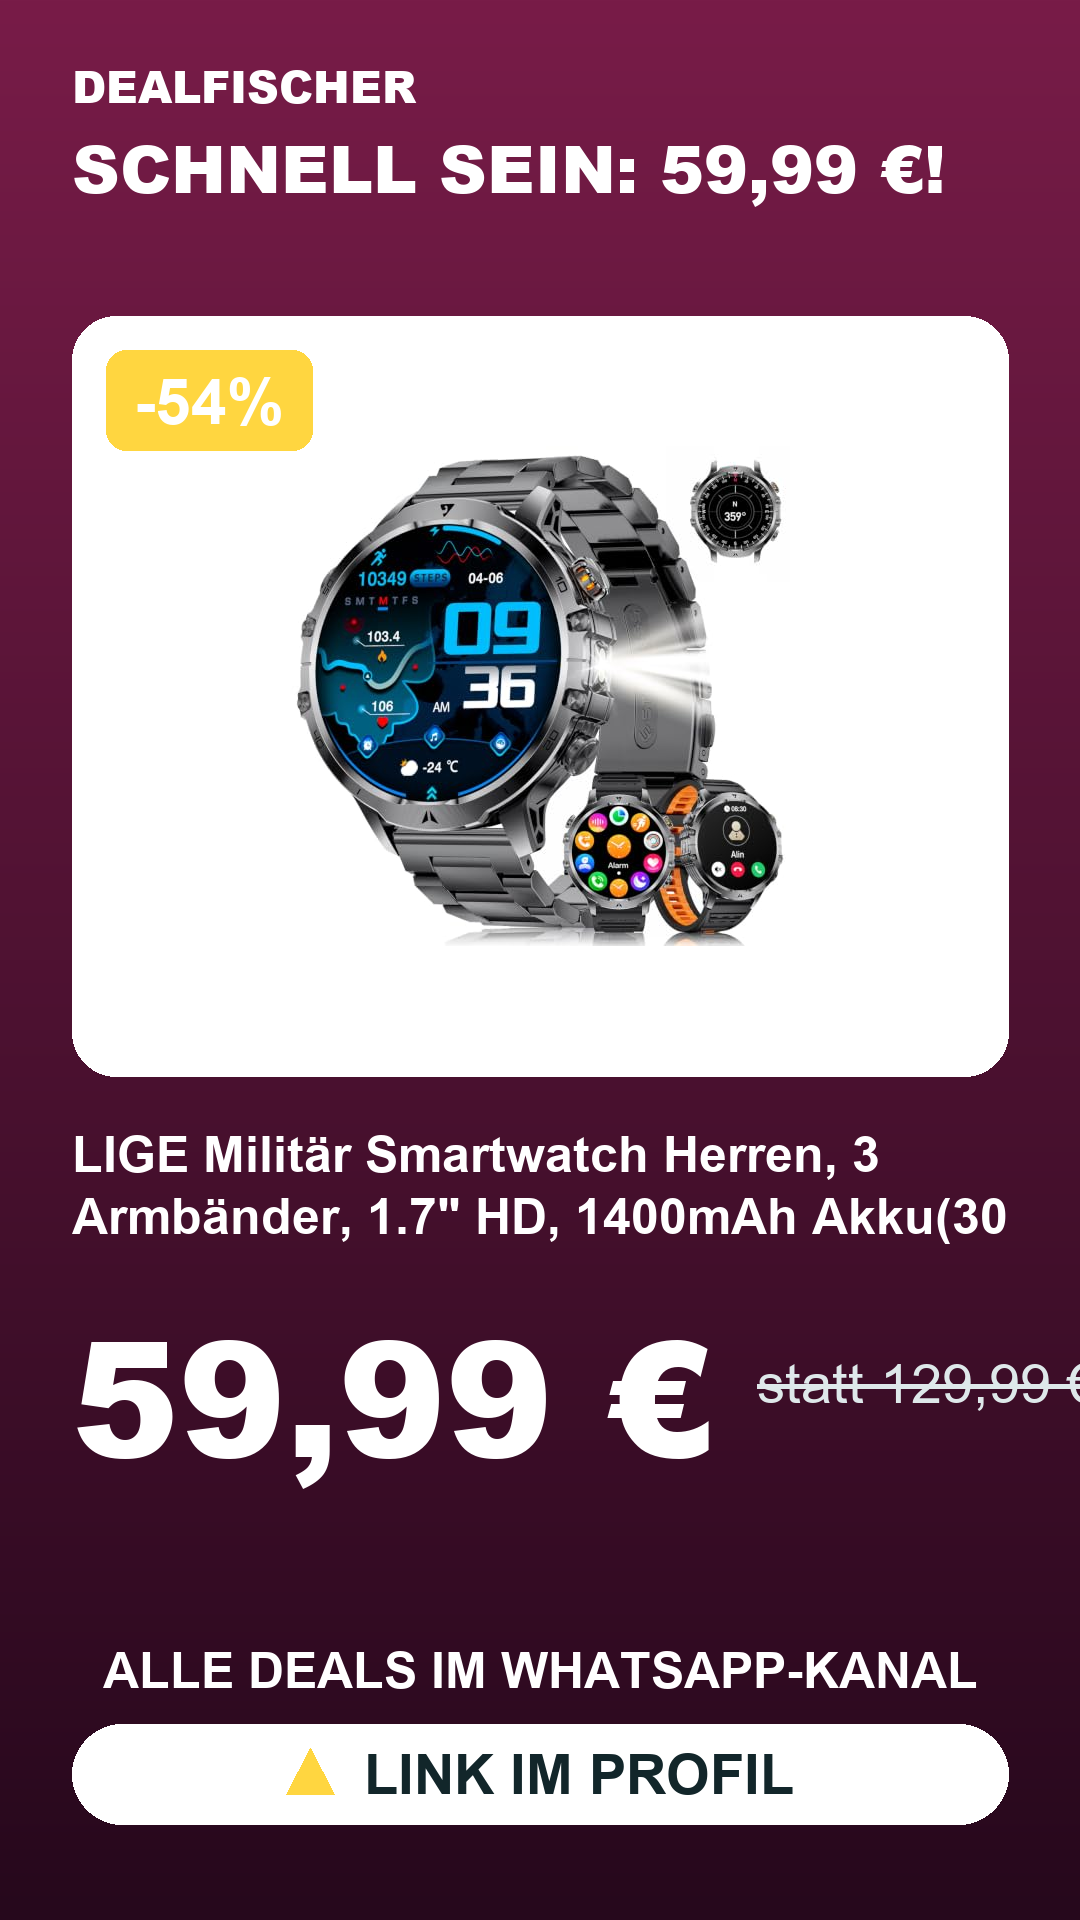 DEALFISCHER
SCHNELL SEIN: 59,99 €!
-54%
N
359°
10349 STEPS 04-06
S M T M T F S
103.4
09
36
106
AM
-24 ℃
08:30
Alin
Alarm
LIGE Militär Smartwatch Herren, 3
Armbänder, 1.7" HD, 1400mAh Akku(30
59,99 €
statt 129,99 €
ALLE DEALS IM WHATSAPP-KANAL
LINK IM PROFIL